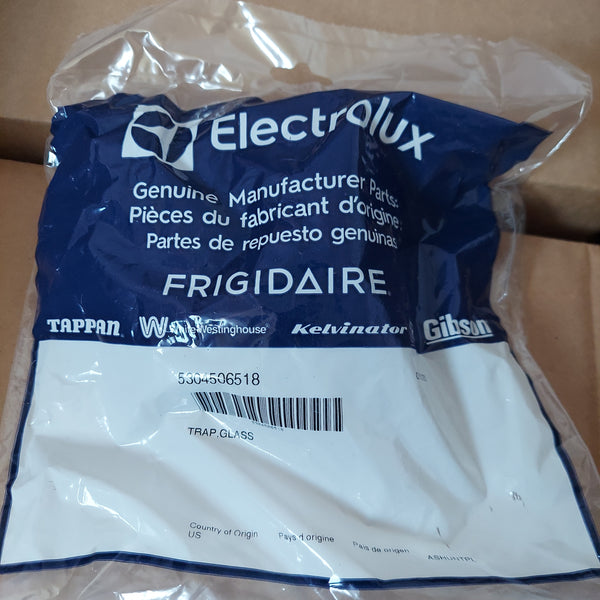 Electrolux
Genuine Manufacturer Parts:
Pièces du fabricant d'origine:
Partes de repuesto genuinas
FRIGIDAIRE
TAPPAN White-Westinghouse Kelvinator Gibson
5304506518
TRAP,GLASS
Country of Origin Pays d origine Pais de origen
US